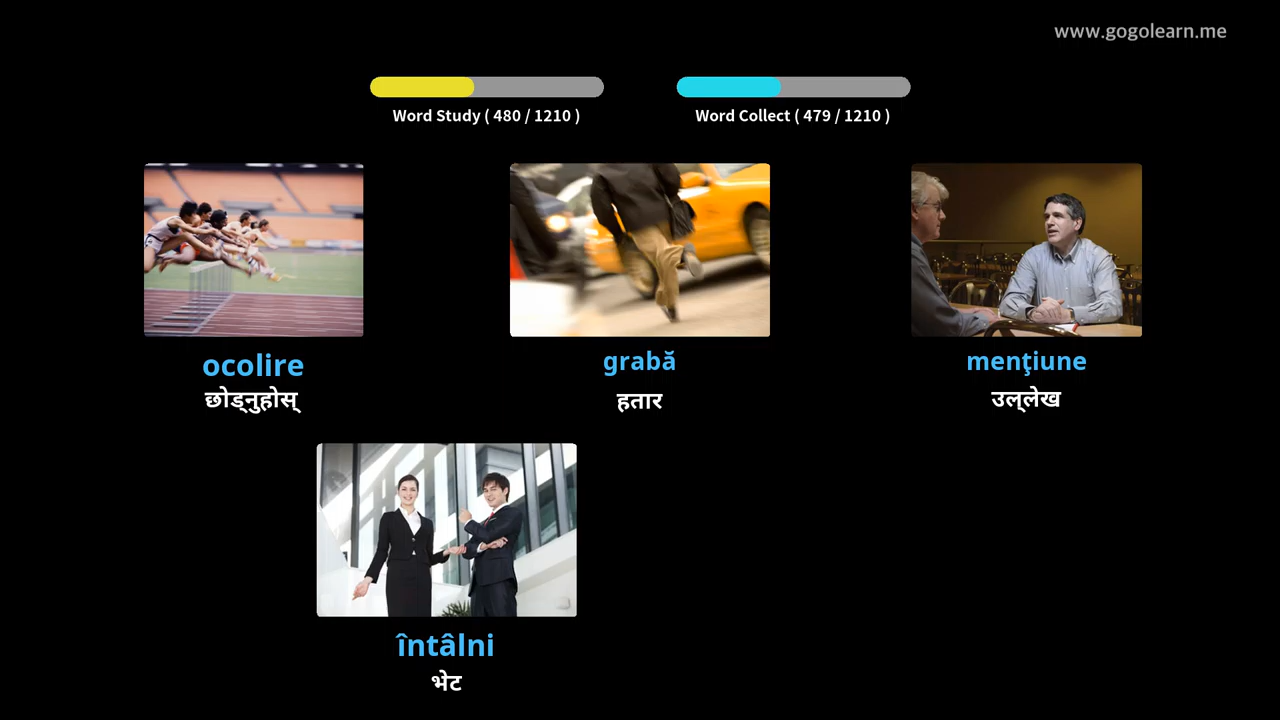 www.gogolearn.me
Word Study ( 480 / 1210 )
Word Collect ( 479 / 1210 )
ocolire
छोड्नुहोस्
grabă
हतार
menţiune
उल्लेख
întâlni
भेट